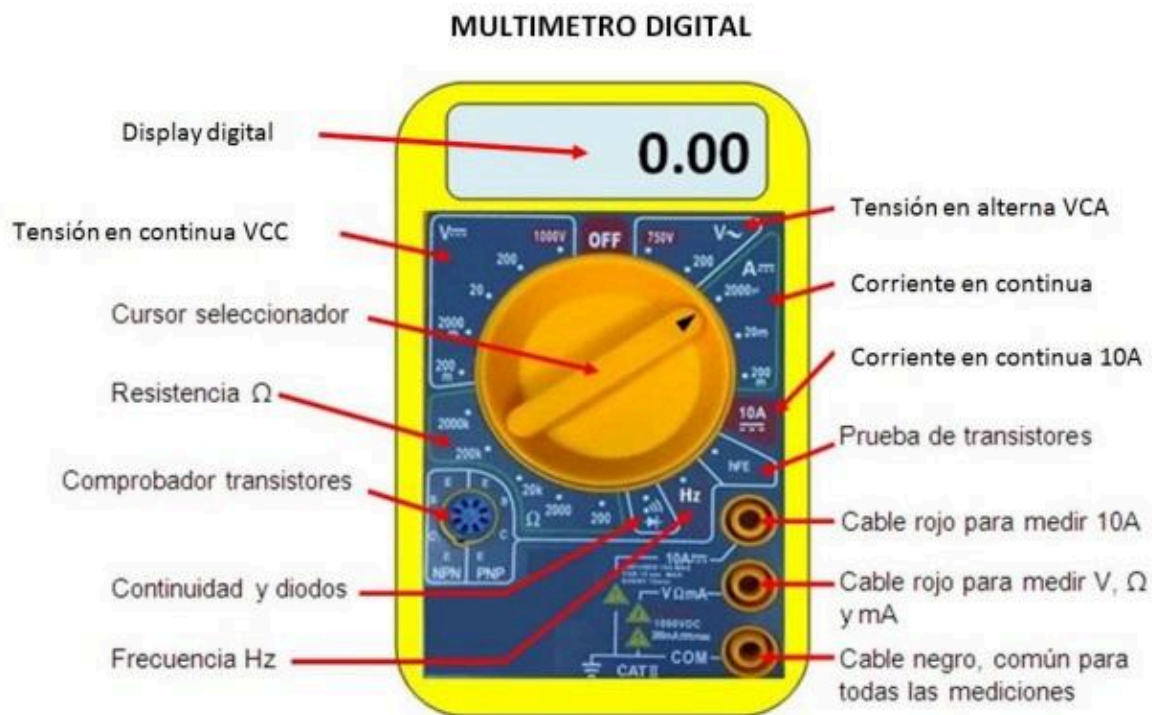 MULTIMETRO DIGITAL
Display digital
0.00
Tensión en continua VCC
Tensión en alterna VCA
Cursor seleccionador
Corriente en continua
Resistencia Ω
Corriente en continua 10A
Comprobador transistores
Prueba de transistores
Continuidad y diodos
Cable rojo para medir 10A
Frecuencia Hz
Cable rojo para medir V, Ω
y mA
Cable negro, común para
todas las mediciones
V
1000V
OFF
750V
V~
200
200
A
20
2000µ
2000
m
20m
200
m
200
m
2000k
10A
200k
hFE
20k
2000
200
Ω
Hz
E E
B B
C C
E E
NPN PNP
10A
VΩmA
1000VDC
COM
CAT II